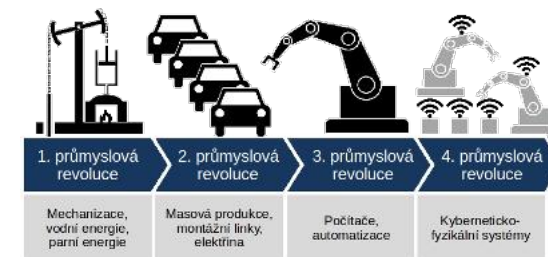 1. průmyslová
revoluce
2. průmyslová
revoluce
3. průmyslová
revoluce
4. průmyslová
revoluce
Mechanizace,
vodní energie,
parní energie
Masová produkce,
montážní linky,
elektřina
Počítače,
automatizace
Kyberneticko-
fyzikální systémy